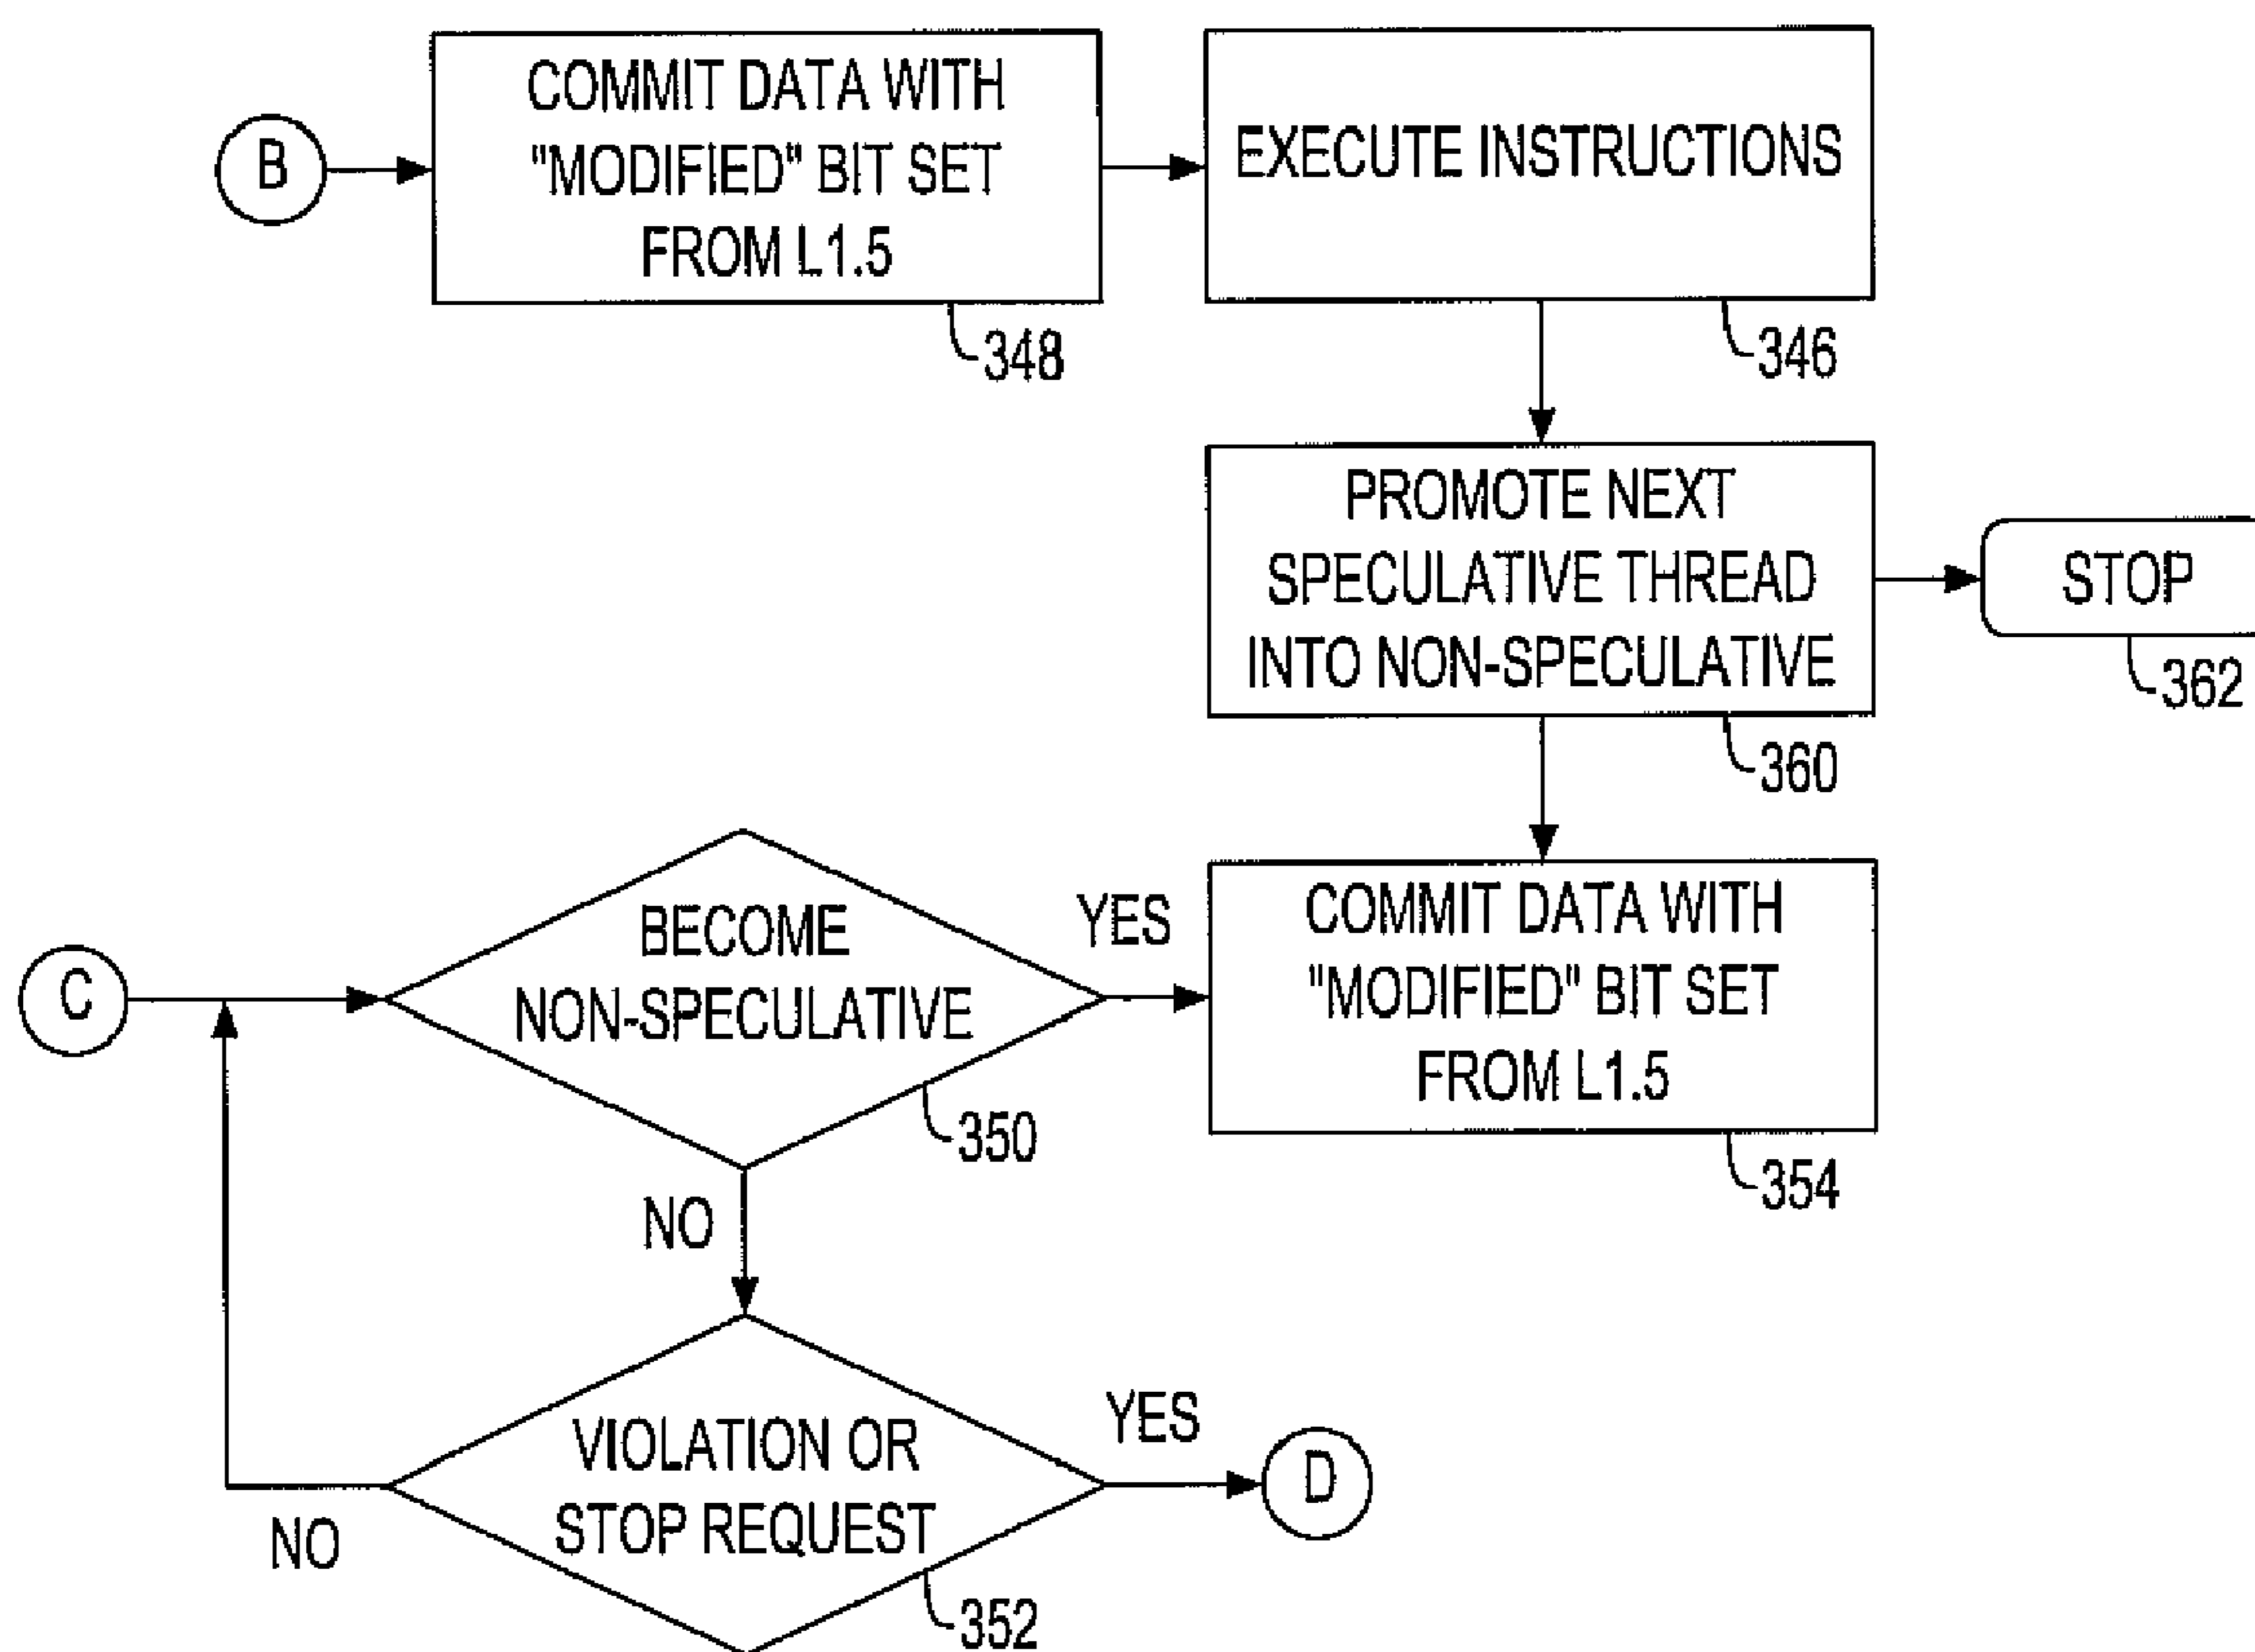 B
COMMIT DATA WITH
"MODIFIED" BIT SET
FROM L1.5
348
EXECUTE INSTRUCTIONS
346
PROMOTE NEXT
SPECULATIVE THREAD
INTO NON-SPECULATIVE
360
STOP
362
C
BECOME
NON-SPECULATIVE
350
YES
COMMIT DATA WITH
"MODIFIED" BIT SET
FROM L1.5
354
NO
VIOLATION OR
STOP REQUEST
352
YES
D
NO